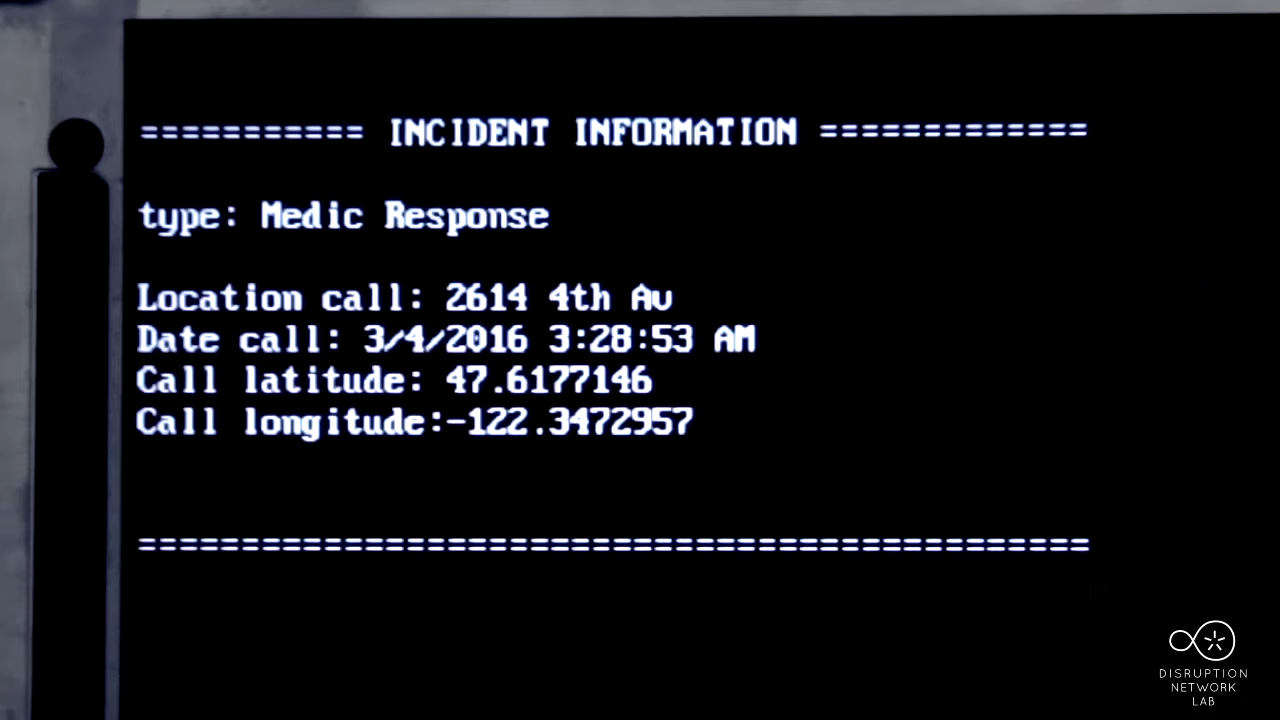 =========== INCIDENT INFORMATION =============
type: Medic Response
Location call: 2614 4th Av
Date call: 3/4/2016 3:28:53 AM
Call latitude: 47.6177146
Call longitude:-122.3472957
===============================================
DISRUPTION
NETWORK
LAB